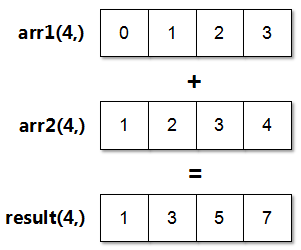 arr1(4,) 0 1 2 3
+
arr2(4,) 1 2 3 4
=
result(4,) 1 3 5 7